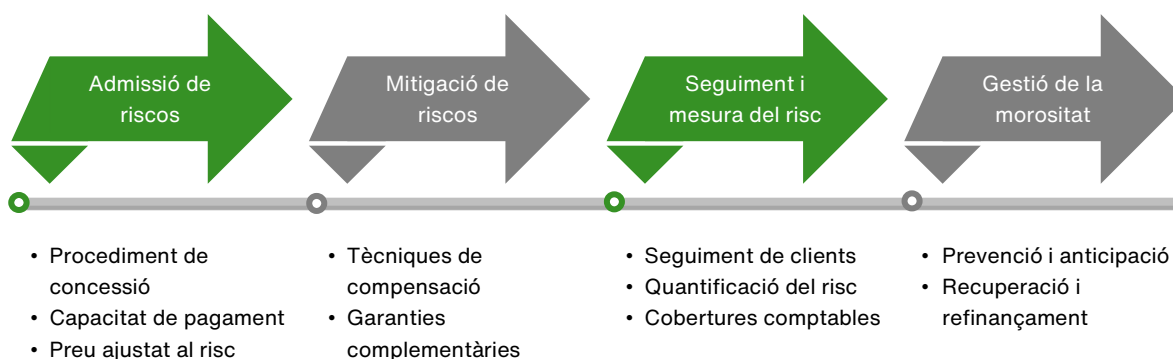 Admissió de
riscos
Mitigació de
riscos
Seguiment i
mesura del risc
Gestió de la
morositat
• Procediment de
concessió
• Capacitat de pagament
• Preu ajustat al risc
• Tècniques de
compensació
• Garanties
complementàries
• Seguiment de clients
• Quantificació del risc
• Cobertures comptables
• Prevenció i anticipació
• Recuperació i
refinançament